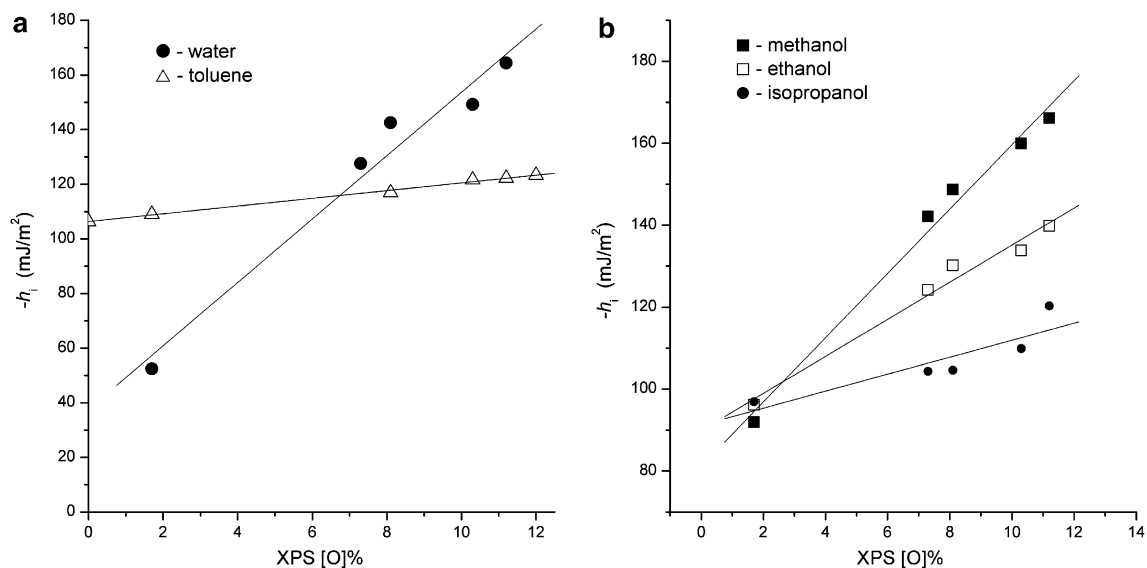 a
180
160
140
120
100
80
60
40
20
0
-hi (mJ/m²)
● - water
△ - toluene
0 2 4 6 8 10 12
XPS [O]%
b
180
160
140
120
100
80
-hi (mJ/m²)
■ - methanol
□ - ethanol
● - isopropanol
0 2 4 6 8 10 12 14
XPS [O]%